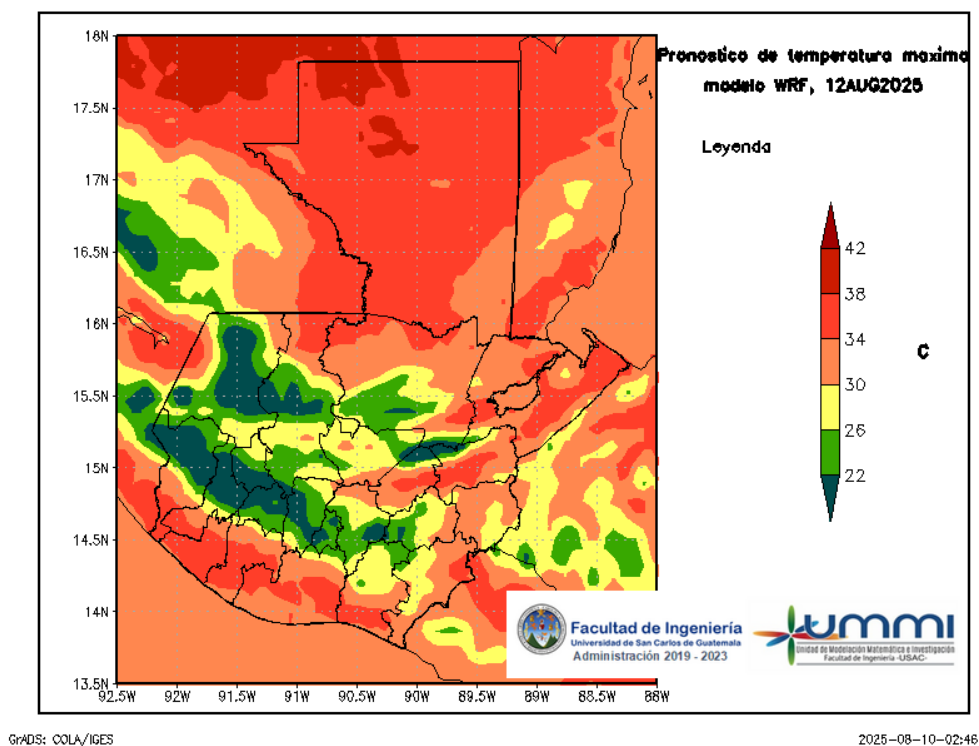 Pronostico de temperatura maxima
modelo WRF, 12AUG2025
Leyenda
42
38
34
30
26
22
C
18N
17.5N
17N
16.5N
16N
15.5N
15N
14.5N
14N
13.5N
92.5W
92W
91.5W
91W
90.5W
90W
89.5W
89W
88.5W
88W
Facultad de Ingeniería
Universidad de San Carlos de Guatemala
Administración 2019 - 2023
ummi
Unidad de Modelación Matemática e Investigación
Facultad de Ingeniería -USAC-
GrADS: COLA/IGES
2025-08-10-02:46